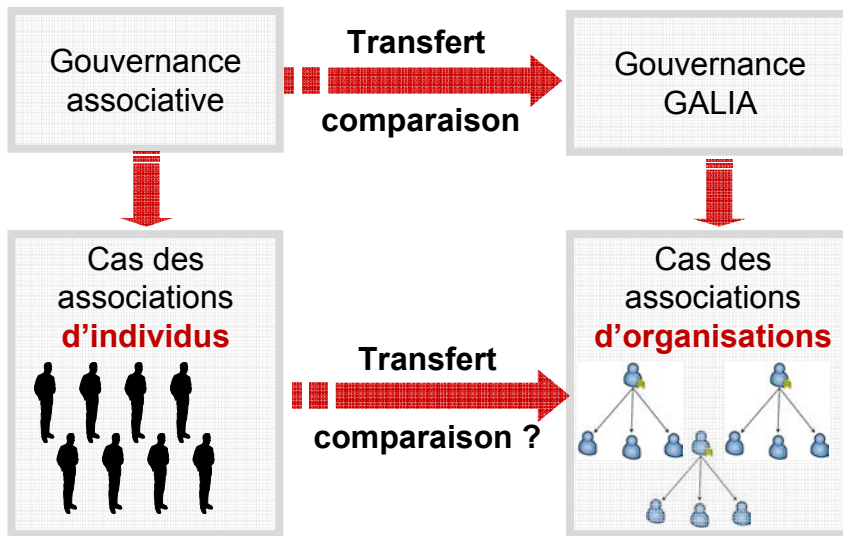 Gouvernance
associative
Transfert
comparaison
Gouvernance
GALIA
Cas des
associations
d'individus
Transfert
comparaison ?
Cas des
associations
d'organisations